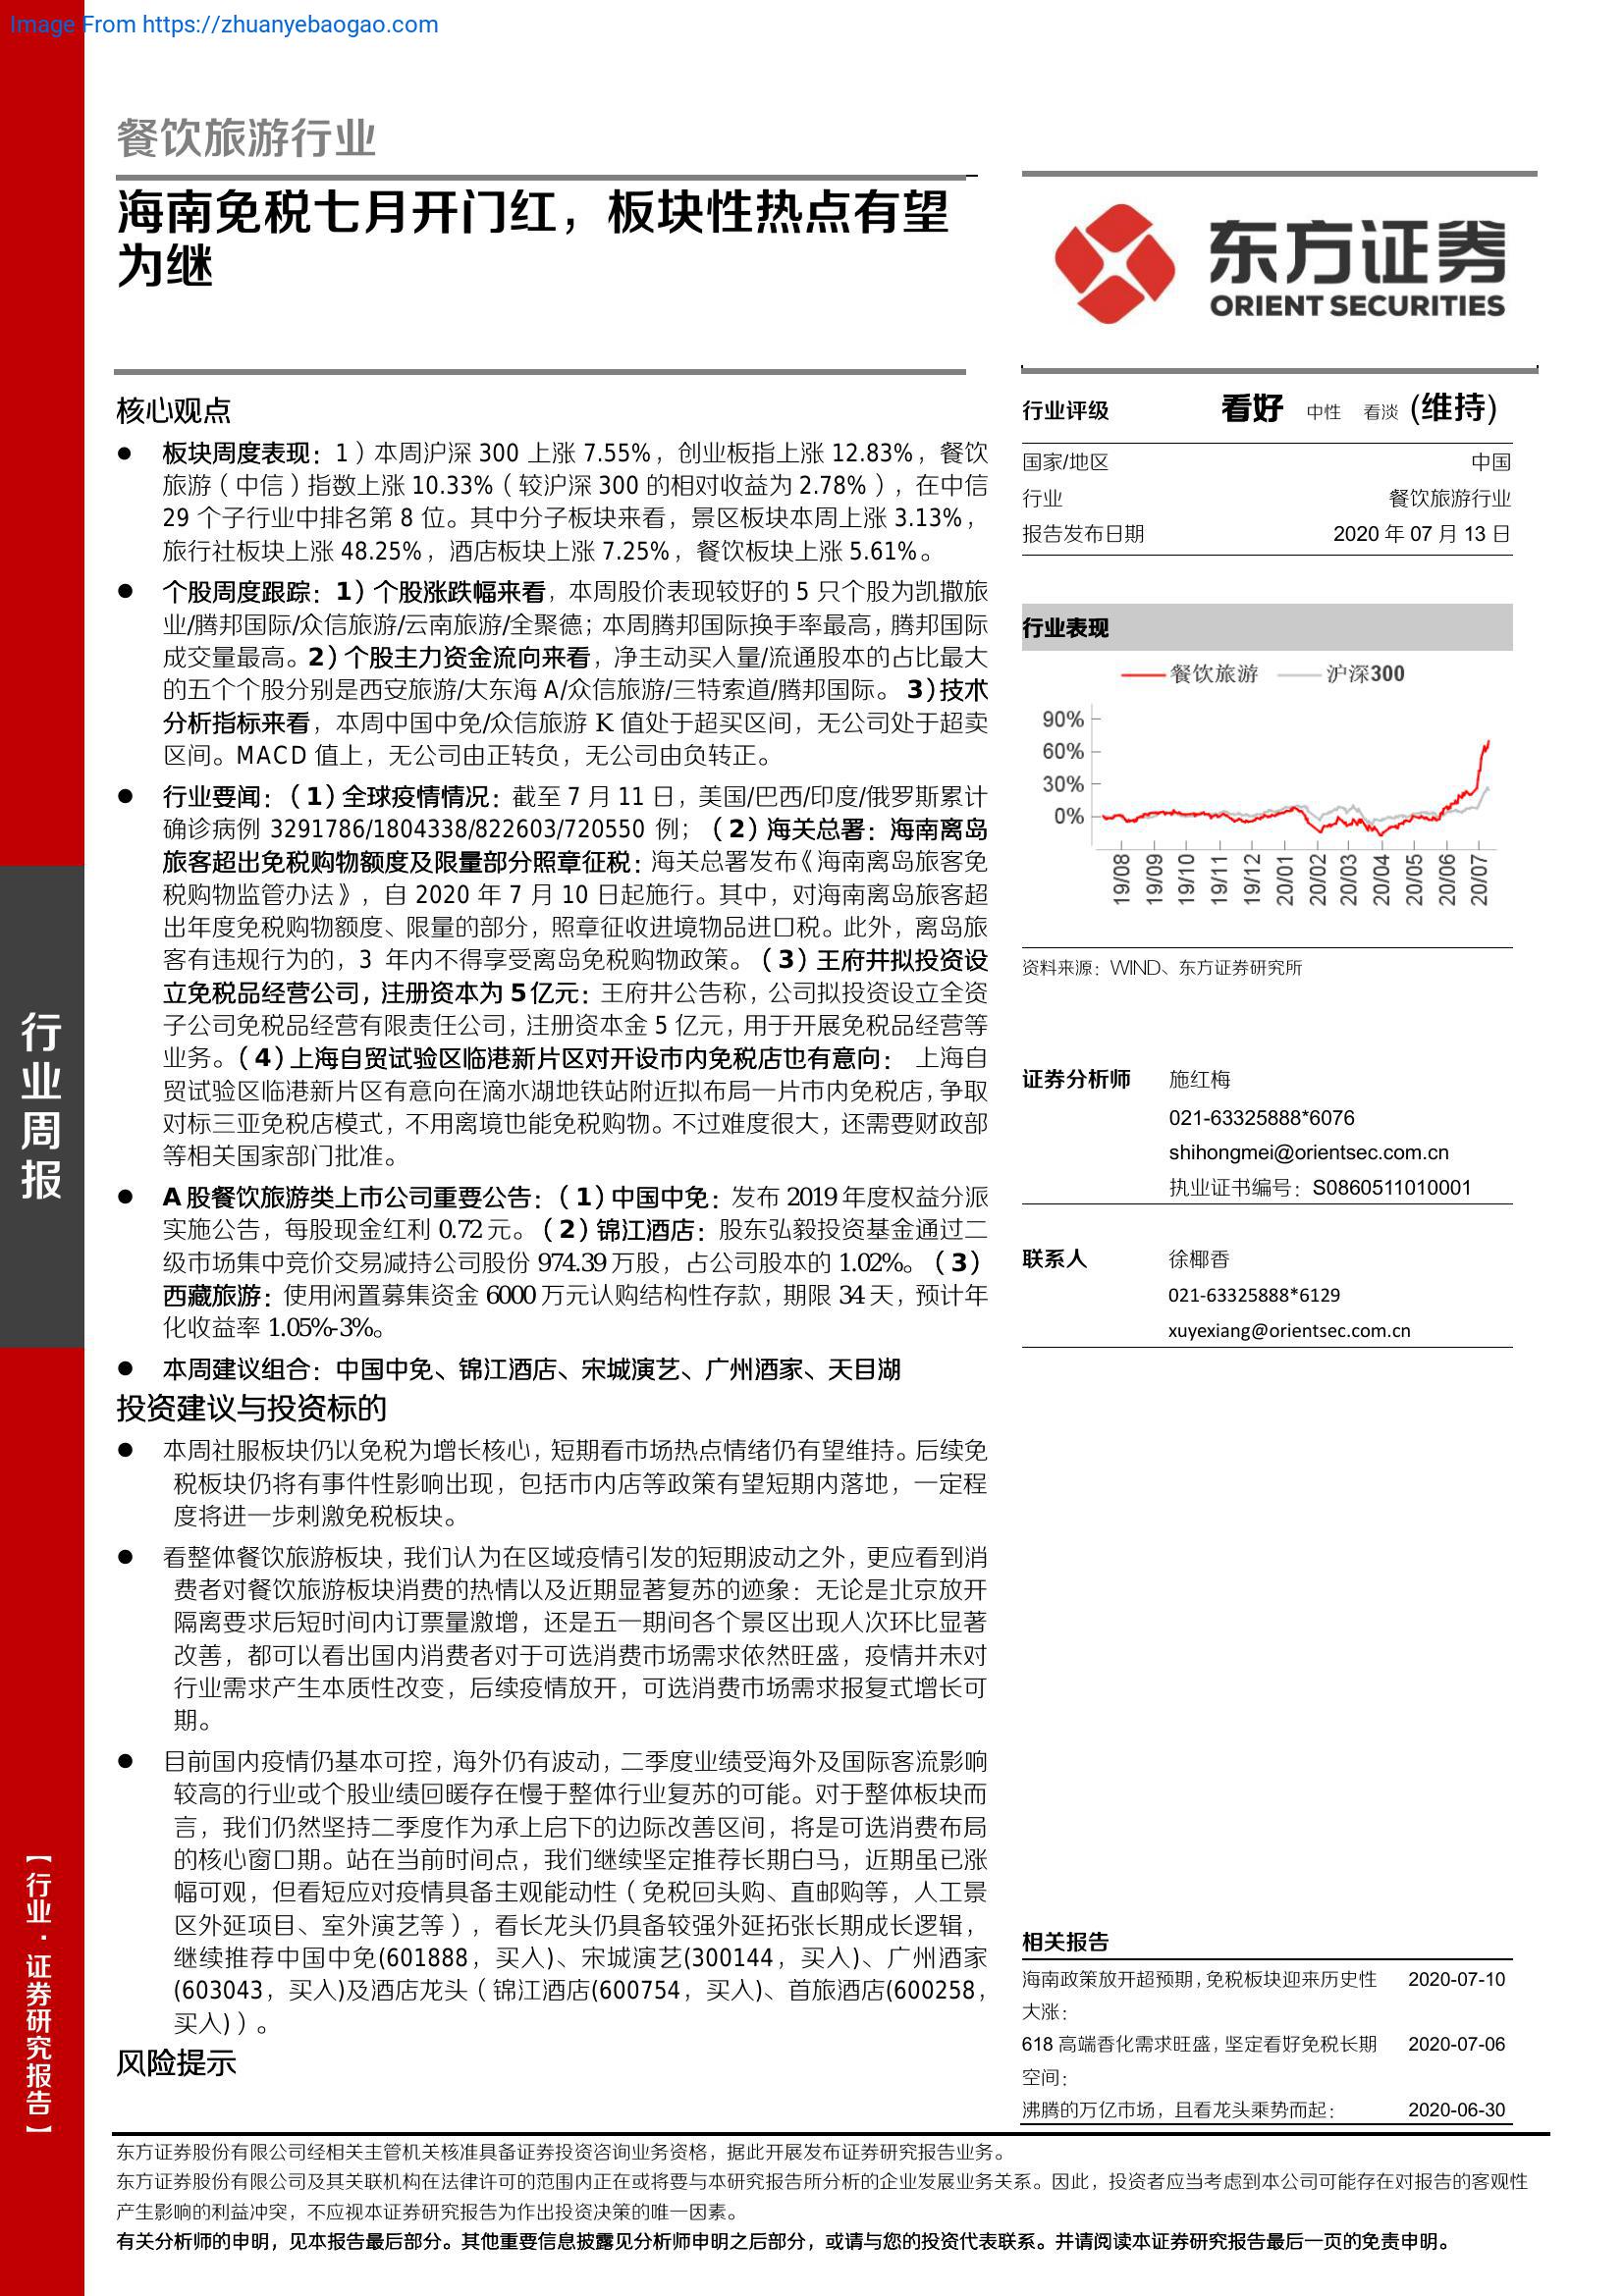 Image From https://zhuanyebaogao.com
餐饮旅游行业
海南免税七月开门红，板块性热点有望
为继
东方证券
ORIENT SECURITIES
核心观点
● 板块周度表现：1）本周沪深 300 上涨 7.55%，创业板指上涨 12.83%，餐饮
旅游（中信）指数上涨 10.33%（较沪深 300 的相对收益为 2.78%），在中信
29 个子行业中排名第 8 位。其中分子板块来看，景区板块本周上涨 3.13%，
旅行社板块上涨 48.25%，酒店板块上涨 7.25%，餐饮板块上涨 5.61%。
● 个股周度跟踪：1）个股涨跌幅来看，本周股价表现较好的 5 只个股为凯撒旅
业/腾邦国际/众信旅游/云南旅游/全聚德；本周腾邦国际换手率最高，腾邦国际
成交量最高。2）个股主力资金流向来看，净主动买入量/流通股本的占比最大
的五个个股分别是西安旅游/大东海 A/众信旅游/三特索道/腾邦国际。3）技术
分析指标来看，本周中国中免/众信旅游 K 值处于超买区间，无公司处于超卖
区间。MACD 值上，无公司由正转负，无公司由负转正。
● 行业要闻：（1）全球疫情情况：截至 7 月 11 日，美国/巴西/印度/俄罗斯累计
确诊病例 3291786/1804338/822603/720550 例；（2）海关总署：海南离岛
旅客超出免税购物额度及限量部分照章征税：海关总署发布《海南离岛旅客免
税购物监管办法》，自 2020 年 7 月 10 日起施行。其中，对海南离岛旅客超
出年度免税购物额度、限量的部分，照章征收进境物品进口税。此外，离岛旅
客有违规行为的，3 年内不得享受离岛免税购物政策。（3）王府井拟投资设
立免税品经营公司，注册资本为 5 亿元：王府井公告称，公司拟投资设立全资
子公司免税品经营有限责任公司，注册资本金 5 亿元，用于开展免税品经营等
业务。（4）上海自贸试验区临港新片区对开设市内免税店也有意向： 上海自
贸试验区临港新片区有意向在滴水湖地铁站附近拟布局一片市内免税店，争取
对标三亚免税店模式，不用离境也能免税购物。不过难度很大，还需要财政部
等相关国家部门批准。
● A 股餐饮旅游类上市公司重要公告：（1）中国中免：发布 2019 年度权益分派
实施公告，每股现金红利 0.72 元。（2）锦江酒店：股东弘毅投资基金通过二
级市场集中竞价交易减持公司股份 974.39 万股，占公司股本的 1.02%。（3）
西藏旅游：使用闲置募集资金 6000 万元认购结构性存款，期限 34 天，预计年
化收益率 1.05%-3%。
● 本周建议组合：中国中免、锦江酒店、宋城演艺、广州酒家、天目湖
投资建议与投资标的
● 本周社服板块仍以免税为增长核心，短期看市场热点情绪仍有望维持。后续免
税板块仍将有事件性影响出现，包括市内店等政策有望短期内落地，一定程
度将进一步刺激免税板块。
● 看整体餐饮旅游板块，我们认为在区域疫情引发的短期波动之外，更应看到消
费者对餐饮旅游板块消费的热情以及近期显著复苏的迹象：无论是北京放开
隔离要求后短时间内订票量激增，还是五一期间各个景区出现人次环比显著
改善，都可以看出国内消费者对于可选消费市场需求依然旺盛，疫情并未对
行业需求产生本质性改变，后续疫情放开，可选消费市场需求报复式增长可
期。
● 目前国内疫情仍基本可控，海外仍有波动，二季度业绩受海外及国际客流影响
较高的行业或个股业绩回暖存在慢于整体行业复苏的可能。对于整体板块而
言，我们仍然坚持二季度作为承上启下的边际改善区间，将是可选消费布局
的核心窗口期。站在当前时间点，我们继续坚定推荐长期白马，近期虽已涨
幅可观，但看短应对疫情具备主观能动性（免税回头购、直邮购等，人工景
区外延项目、室外演艺等），看长龙头仍具备较强外延拓张长期成长逻辑，
继续推荐中国中免(601888，买入)、宋城演艺(300144，买入)、广州酒家
(603043，买入)及酒店龙头（锦江酒店(600754，买入)、首旅酒店(600258，
买入)）。
风险提示
行业评级 看好 中性 看淡 (维持)
国家/地区 中国
行业 餐饮旅游行业
报告发布日期 2020 年 07 月 13 日
行业表现
餐饮旅游 沪深300
90%
60%
30%
0%
19/08 19/09 19/10 19/11 19/12 20/01 20/02 20/03 20/04 20/05 20/06 20/07
资料来源：WIND、东方证券研究所
证券分析师 施红梅
021-63325888*6076
shihongmei@orientsec.com.cn
执业证书编号：S0860511010001
联系人 徐椰香
021-63325888*6129
xuyexiang@orientsec.com.cn
相关报告
海南政策放开超预期，免税板块迎来历史性 2020-07-10
大涨：
618 高端香化需求旺盛，坚定看好免税长期 2020-07-06
空间：
沸腾的万亿市场，且看龙头乘势而起： 2020-06-30
行业周报
【行业·证券研究报告】
东方证券股份有限公司经相关主管机关核准具备证券投资咨询业务资格，据此开展发布证券研究报告业务。
东方证券股份有限公司及其关联机构在法律许可的范围内正在或将要与本研究报告所分析的企业发展业务关系。因此，投资者应当考虑到本公司可能存在对报告的客观性
产生影响的利益冲突，不应视本证券研究报告为作出投资决策的唯一因素。
有关分析师的申明，见本报告最后部分。其他重要信息披露见分析师申明之后部分，或请与您的投资代表联系。并请阅读本证券研究报告最后一页的免责申明。